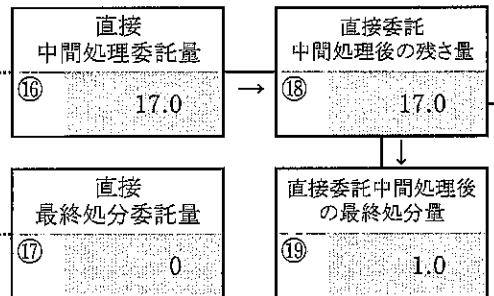 直接
中間処理委託量
⑯
17.0
→
直接委託
中間処理後の残さ量
⑱
17.0
↓
直接
最終処分委託量
⑰
0
直接委託中間処理後
の最終処分量
⑲
1.0